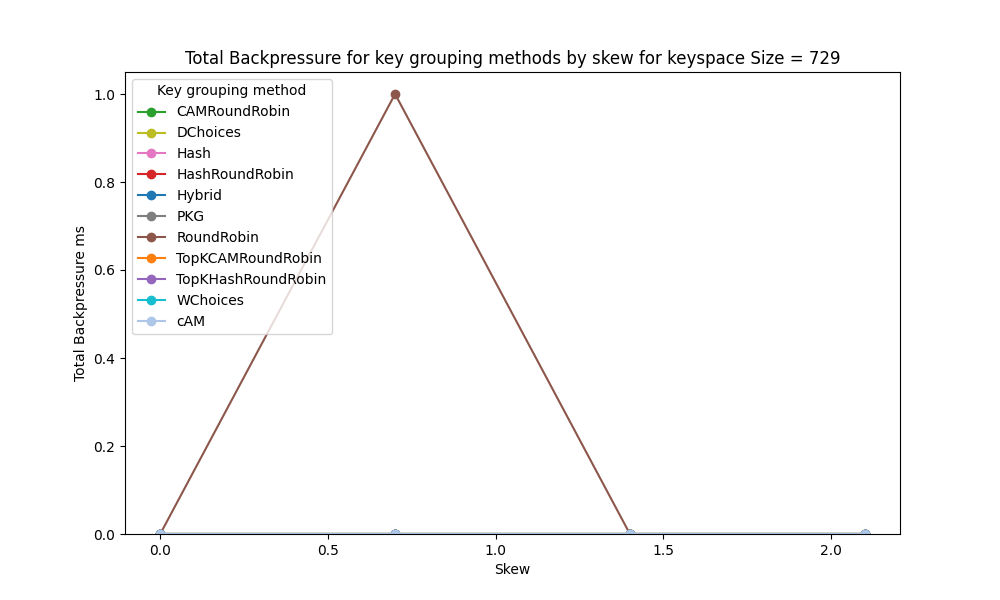 Total Backpressure for key grouping methods by skew for keyspace Size = 729
Key grouping method
CAMRoundRobin
DChoices
Hash
HashRoundRobin
Hybrid
PKG
RoundRobin
TopKCAMRoundRobin
TopKHashRoundRobin
WChoices
cAM
Total Backpressure ms
1.0
0.8
0.6
0.4
0.2
0.0
0.0 0.5 1.0 1.5 2.0
Skew